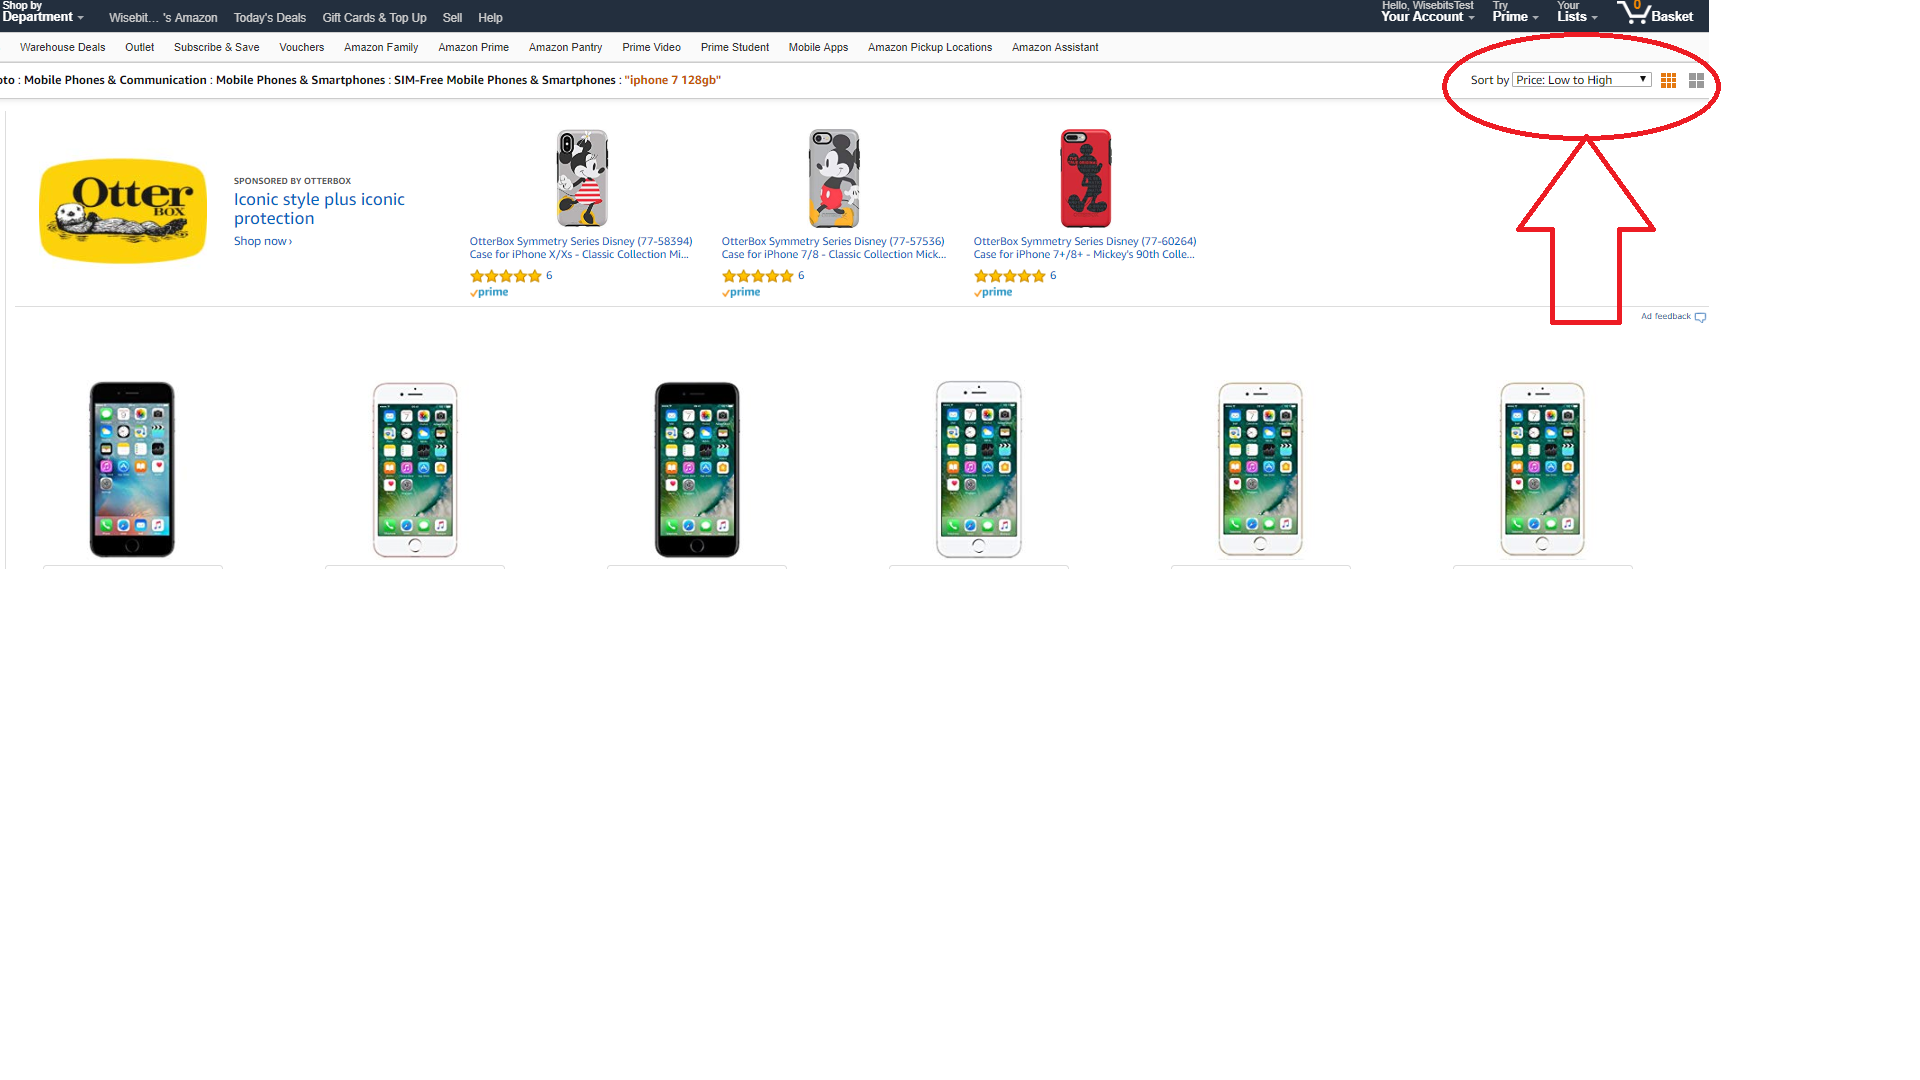 Shop by
Department
Wisebit... 's Amazon Today's Deals Gift Cards & Top Up Sell Help
Hello, WisebitsTest
Your Account
Try
Prime
Your
Lists
0
Basket
Warehouse Deals Outlet Subscribe & Save Vouchers Amazon Family Amazon Prime Amazon Pantry Prime Video Prime Student Mobile Apps Amazon Pickup Locations Amazon Assistant
oto : Mobile Phones & Communication : Mobile Phones & Smartphones : SIM-Free Mobile Phones & Smartphones : "iphone 7 128gb"
Sort by Price: Low to High
Otter
BOX
SPONSORED BY OTTERBOX
Iconic style plus iconic
protection
Shop now ›
OtterBox Symmetry Series Disney (77-58394)
Case for iPhone X/Xs - Classic Collection Mi...
6
prime
OtterBox Symmetry Series Disney (77-57536)
Case for iPhone 7/8 - Classic Collection Mick...
6
prime
OtterBox Symmetry Series Disney (77-60264)
Case for iPhone 7+/8+ - Mickey's 90th Colle...
6
prime
Ad feedback